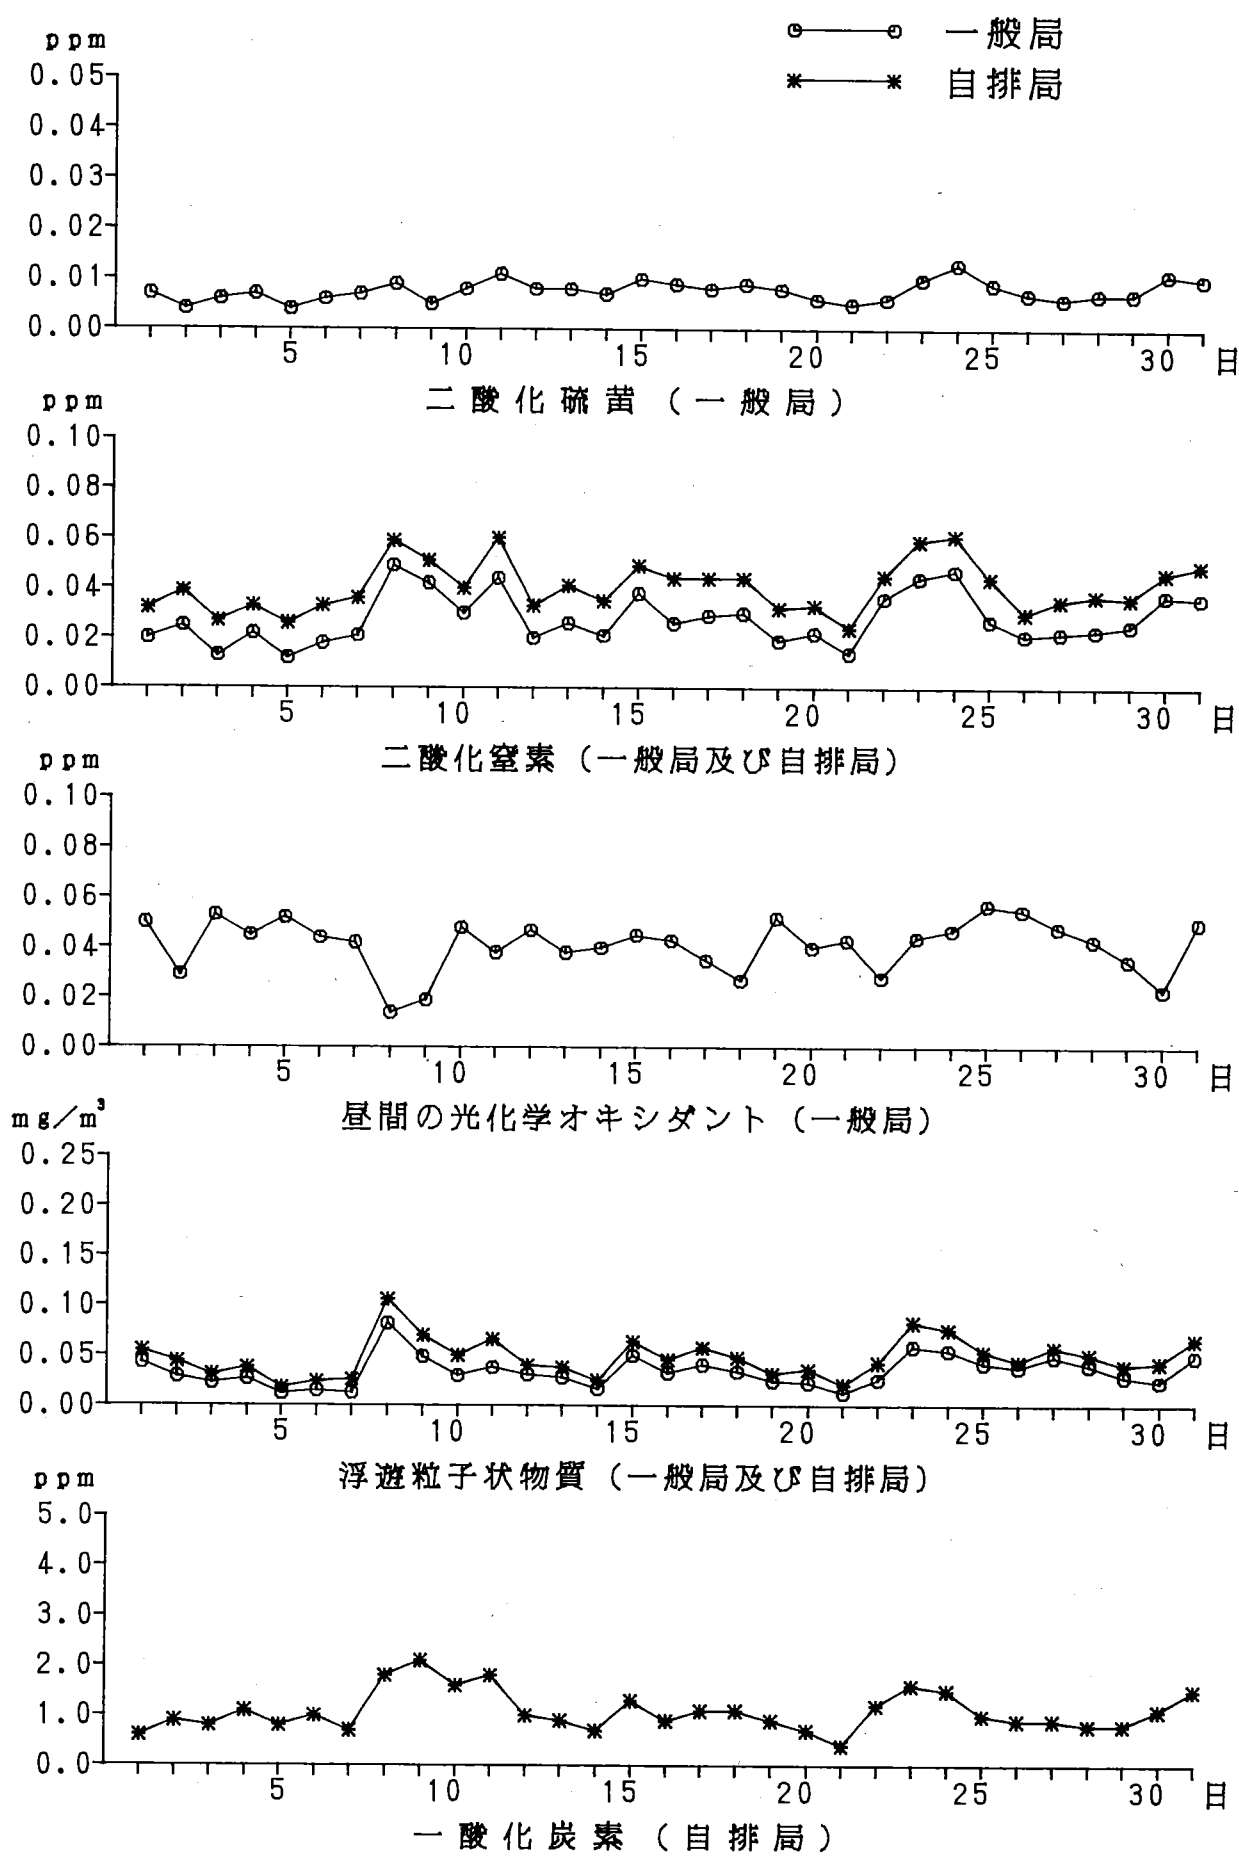 一般局
自排局
ppm
0.05
0.04
0.03
0.02
0.01
0.00
5 10 15 20 25 30 日
二酸化硫黄(一般局)
ppm
0.10
0.08
0.06
0.04
0.02
0.00
5 10 15 20 25 30 日
二酸化窒素(一般局及び自排局)
ppm
0.10
0.08
0.06
0.04
0.02
0.00
5 10 15 20 25 30 日
昼間の光化学オキシダント(一般局)
mg/m³
0.25
0.20
0.15
0.10
0.05
0.00
5 10 15 20 25 30 日
浮遊粒子状物質(一般局及び自排局)
ppm
5.0
4.0
3.0
2.0
1.0
0.0
5 10 15 20 25 30 日
一酸化炭素(自排局)